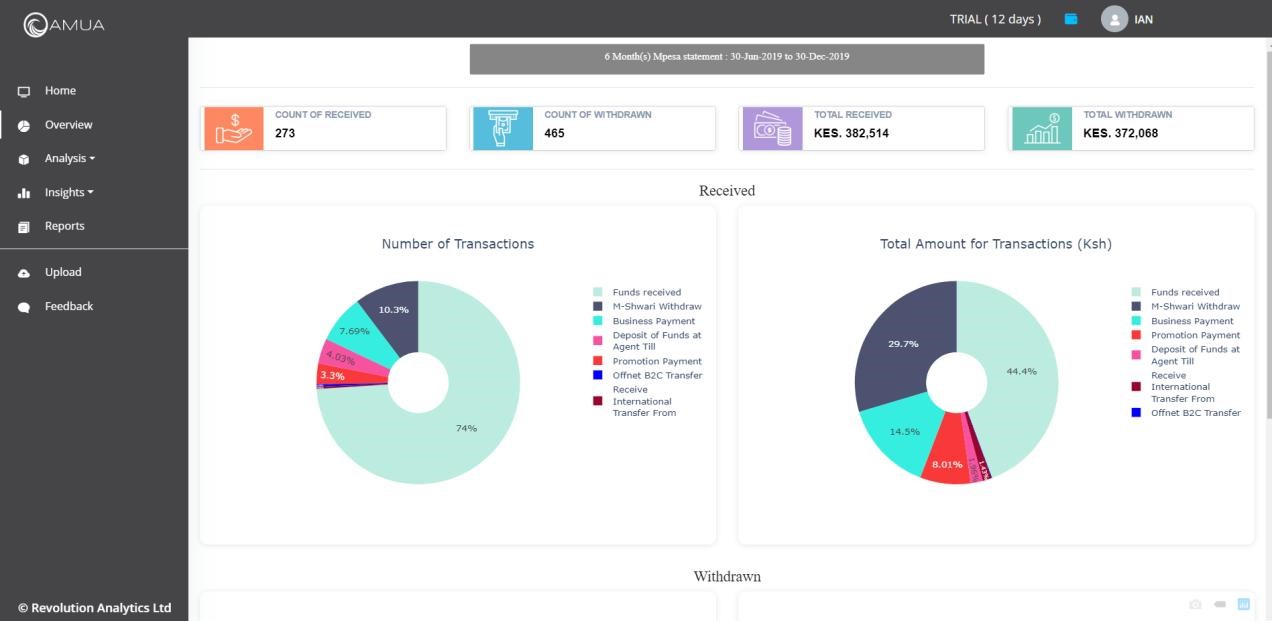 AMUA
TRIAL ( 12 days )
IAN
Home
Overview
Analysis
Insights
Reports
Upload
Feedback
© Revolution Analytics Ltd
6 Month(s) Mpesa statement : 30-Jun-2019 to 30-Dec-2019
COUNT OF RECEIVED
273
COUNT OF WITHDRAWN
465
TOTAL RECEIVED
KES. 382,514
TOTAL WITHDRAWN
KES. 372,068
Received
Number of Transactions
10.3%
7.69%
4.03%
3.3%
74%
Funds received
M-Shwari Withdraw
Business Payment
Deposit of Funds at
Agent Till
Promotion Payment
Offnet B2C Transfer
Receive
International
Transfer From
Total Amount for Transactions (Ksh)
29.7%
44.4%
14.5%
8.01%
1.43%
Funds received
M-Shwari Withdraw
Business Payment
Promotion Payment
Deposit of Funds at
Agent Till
Receive
International
Transfer From
Offnet B2C Transfer
Withdrawn